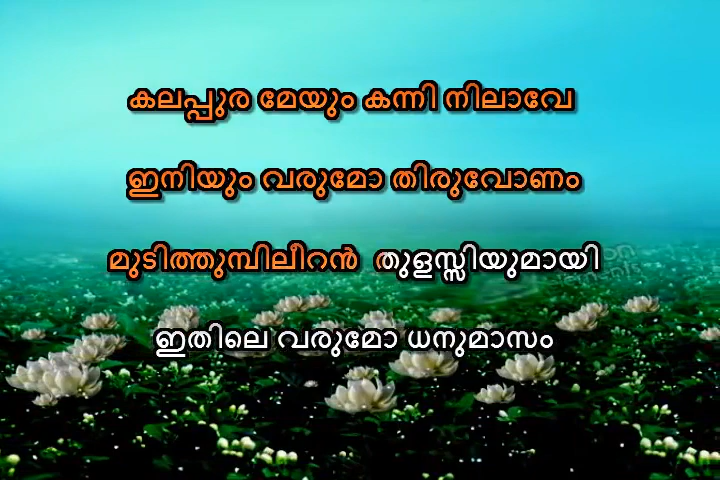 കലപ്പുര മേയും കന്നി നിലാവേ
ഇനിയും വരുമോ തിരുവോണം
മുടിത്തുമ്പിലീറൻ തുളസ്സിയുമായി
ഇതിലെ വരുമോ ധനുമാസം